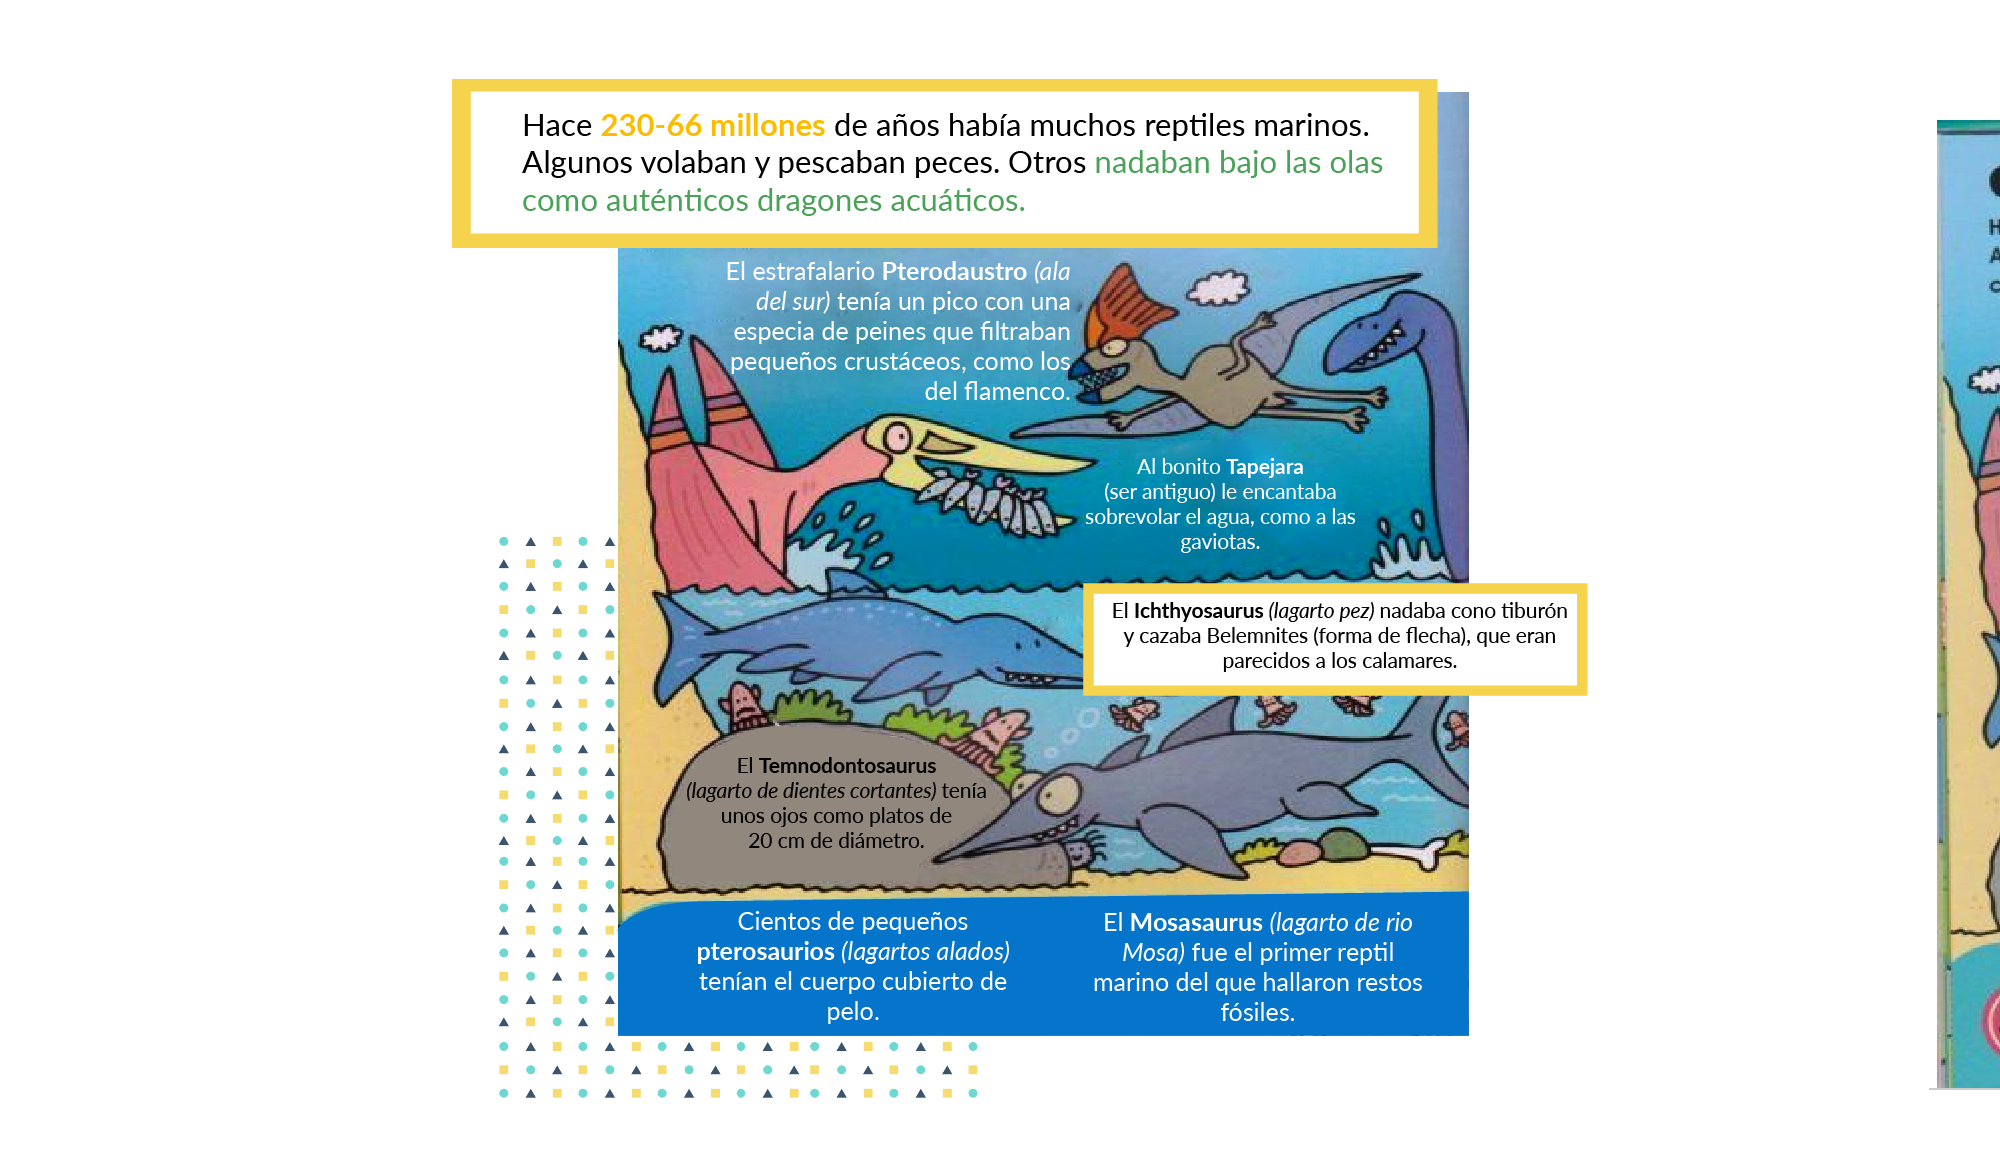 Hace 230-66 millones de años había muchos reptiles marinos.
Algunos volaban y pescaban peces. Otros nadaban bajo las olas
como auténticos dragones acuáticos.
El estrafalario Pterodaustro (ala
del sur) tenía un pico con una
especia de peines que filtraban
pequeños crustáceos, como los
del flamenco.
Al bonito Tapejara
(ser antiguo) le encantaba
sobrevolar el agua, como a las
gaviotas.
El Ichthyosaurus (lagarto pez) nadaba cono tiburón
y cazaba Belemnites (forma de flecha), que eran
parecidos a los calamares.
El Temnodontosaurus
(lagarto de dientes cortantes) tenía
unos ojos como platos de
20 cm de diámetro.
Cientos de pequeños
pterosaurios (lagartos alados)
tenían el cuerpo cubierto de
pelo.
El Mosasaurus (lagarto de rio
Mosa) fue el primer reptil
marino del que hallaron restos
fósiles.